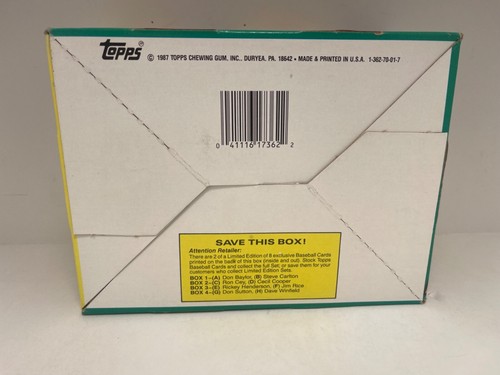 Topps® © 1987 TOPPS CHEWING GUM, INC., DURYEA, PA. 18642 • MADE & PRINTED IN U.S.A. 1-362-70-01-7
0 41116 17362 2
SAVE THIS BOX!
Attention Retailer:
There are 2 of a Limited Edition of 8 exclusive Baseball Cards
printed on the back of this box (inside and out). Stock Topps
Baseball Cards and collect the full Set; or save them for your
customers who collect Limited Edition Sets.
BOX 1–(A) Don Baylor, (B) Steve Carlton
BOX 2–(C) Ron Cey, (D) Cecil Cooper
BOX 3–(E) Rickey Henderson, (F) Jim Rice
BOX 4–(G) Don Sutton, (H) Dave Winfield